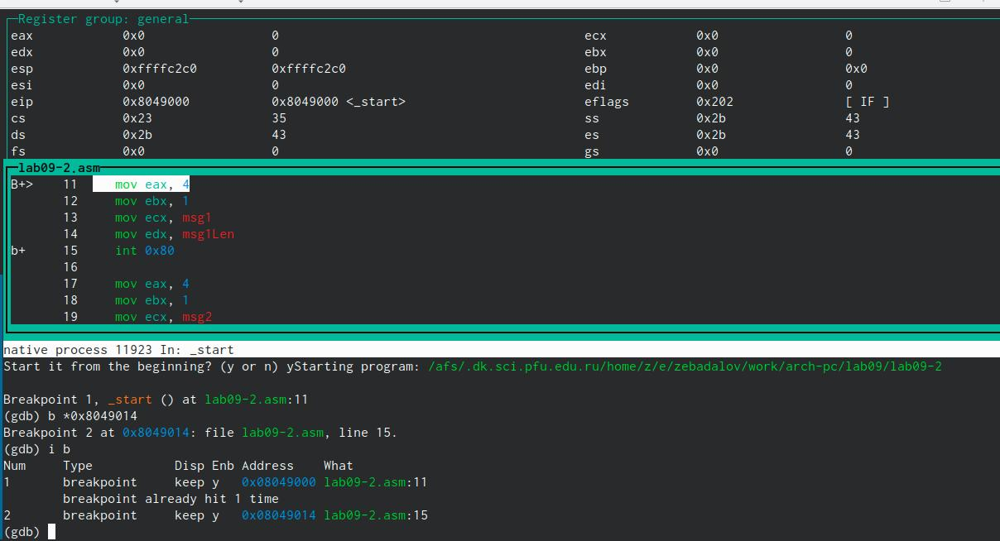 Register group: general
eax 0x0 0 ecx 0x0 0
edx 0x0 0 ebx 0x0 0
esp 0xffffc2c0 0xffffc2c0 ebp 0x0 0x0
esi 0x0 0 edi 0x0 0
eip 0x8049000 0x8049000 <_start> eflags 0x202 [ IF ]
cs 0x23 35 ss 0x2b 43
ds 0x2b 43 es 0x2b 43
fs 0x0 0 gs 0x0 0
lab09-2.asm
B+> 11 mov eax, 4
12 mov ebx, 1
13 mov ecx, msg1
14 mov edx, msg1Len
b+ 15 int 0x80
16
17 mov eax, 4
18 mov ebx, 1
19 mov ecx, msg2
native process 11923 In: _start
Start it from the beginning? (y or n) yStarting program: /afs/.dk.sci.pfu.edu.ru/home/z/e/zebadalov/work/arch-pc/lab09/lab09-2
Breakpoint 1, _start () at lab09-2.asm:11
(gdb) b *0x8049014
Breakpoint 2 at 0x8049014: file lab09-2.asm, line 15.
(gdb) i b
Num Type Disp Enb Address What
1 breakpoint keep y 0x08049000 lab09-2.asm:11
breakpoint already hit 1 time
2 breakpoint keep y 0x08049014 lab09-2.asm:15
(gdb)